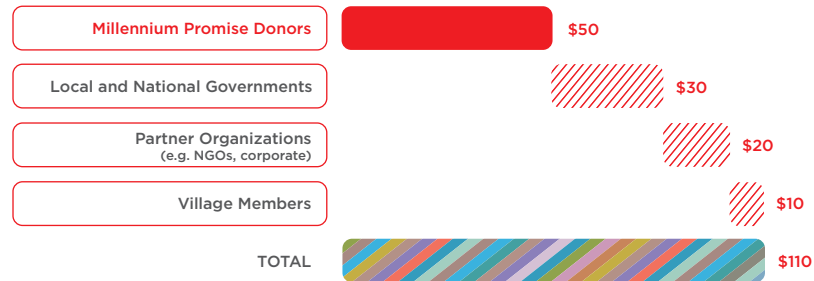 Millennium Promise Donors $50
Local and National Governments $30
Partner Organizations
(e.g. NGOs, corporate) $20
Village Members $10
TOTAL $110